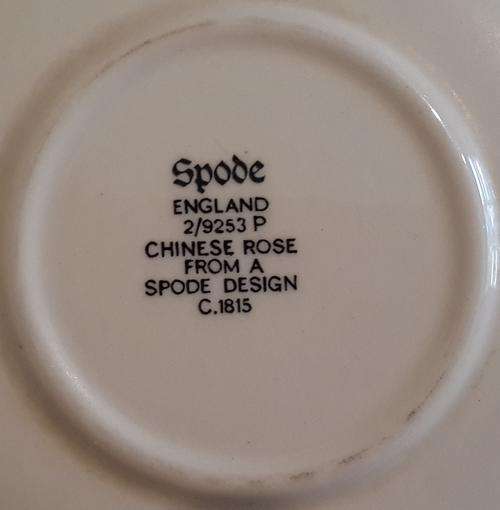 Spode
ENGLAND
2/9253 P
CHINESE ROSE
FROM A
SPODE DESIGN
C.1815